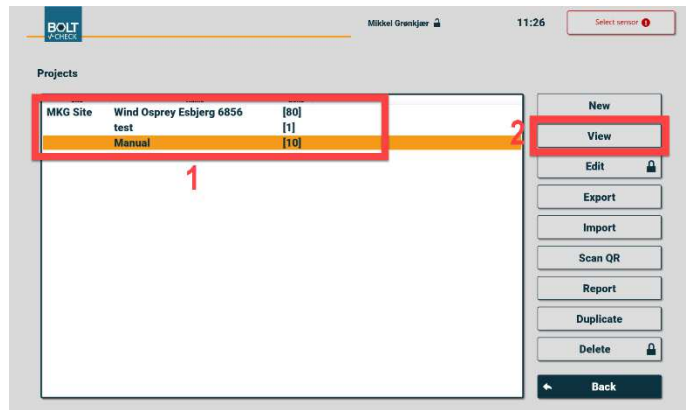 BOLT
CHECK
Mikkel Grønkjær
11:26
Select sensor
Projects
MKG Site Wind Osprey Esbjerg 6856 [80]
test [1]
Manual [10]
1
2
New
View
Edit
Export
Import
Scan QR
Report
Duplicate
Delete
Back